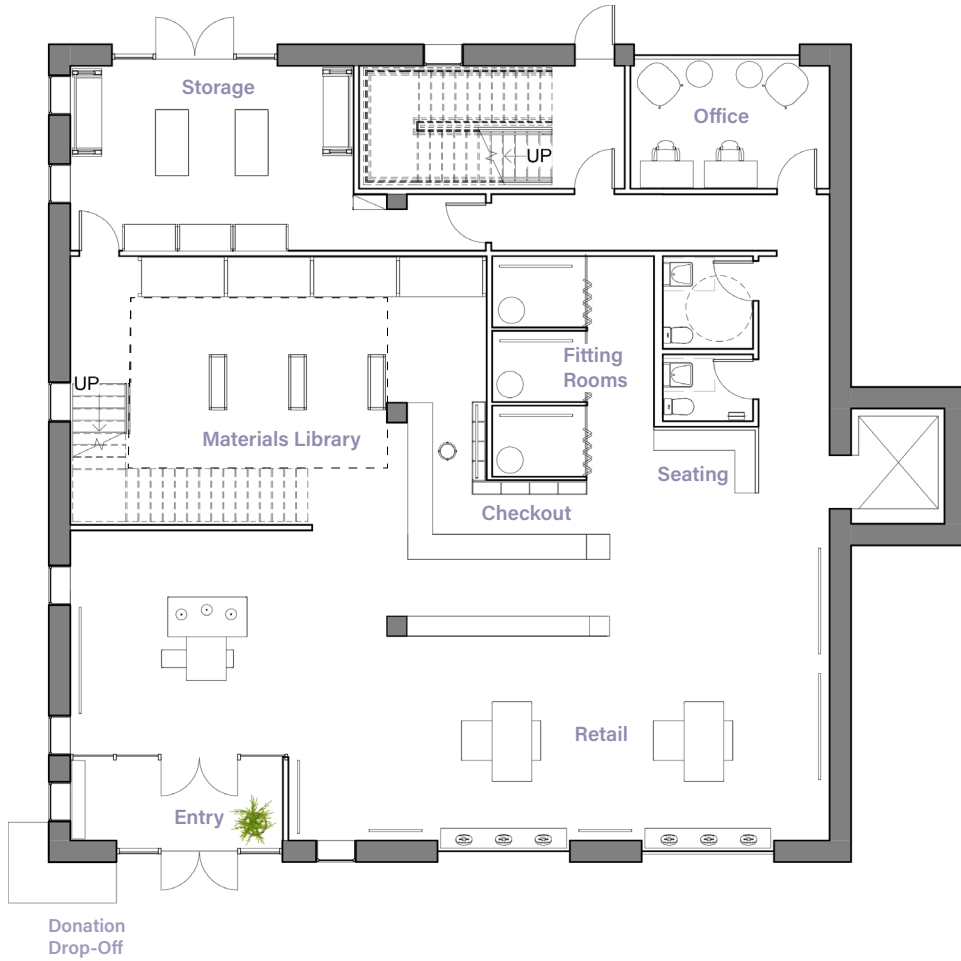 Storage
Office
UP
Fitting
Rooms
UP
Materials Library
Seating
Checkout
Retail
Entry
Donation
Drop-Off